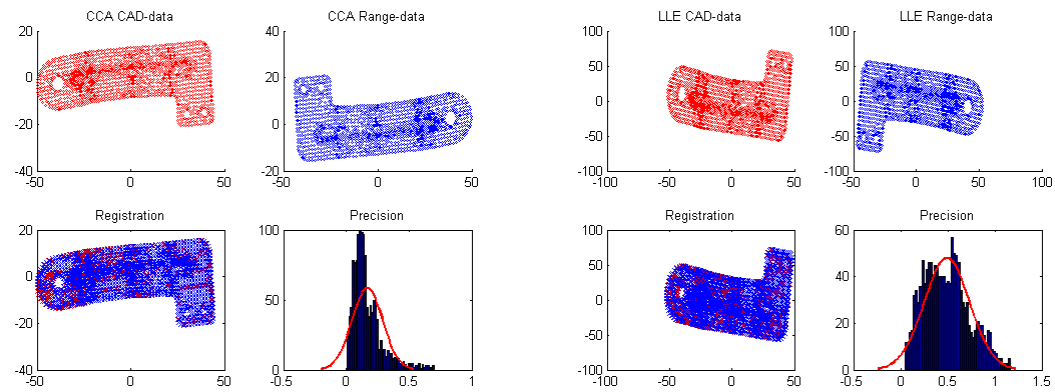 CCA CAD-data CCA Range-data LLE CAD-data LLE Range-data
20 40 100 100
20 50 50
0 20 0 0
-20 0 -50 -50
-40 -20 -100 -100
-50 0 50 -50 0 50 -100 -50 0 50 -50 0 50 100
Registration Precision Registration Precision
20 100 100 60
0 50 50 40
-20 0 20
-50
-40 0 -100 0
-50 0 50 -0.5 0 0.5 1 -100 -50 0 50 -0.5 0 0.5 1 1.5